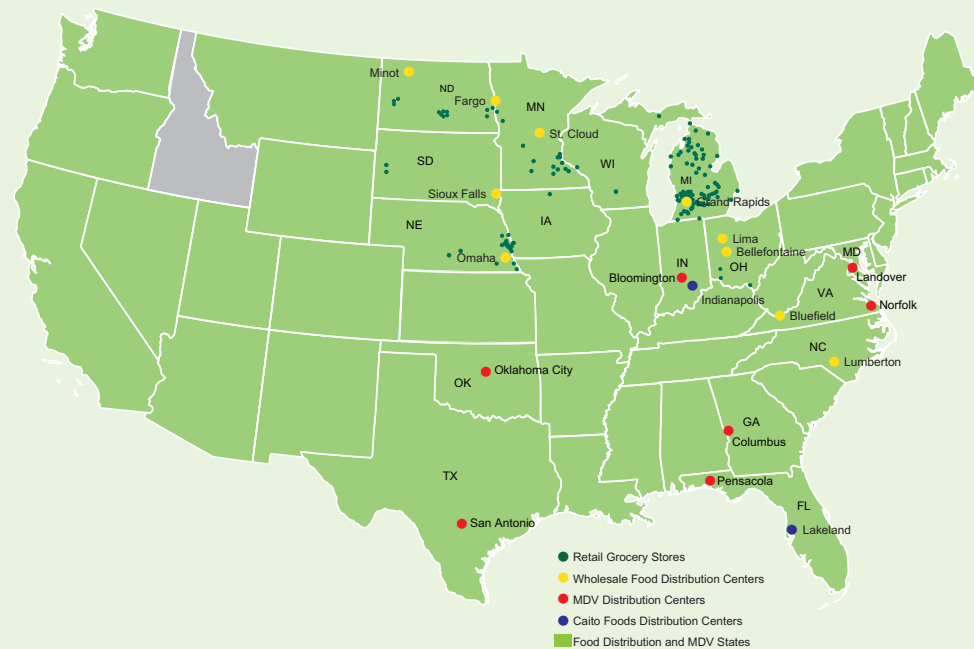 Minot
ND
Fargo
MN
St. Cloud
SD
WI
MI
Sioux Falls
Grand Rapids
NE
IA
Omaha
Lima
Bellefontaine
IN
OH
MD
Bloomington
Landover
Indianapolis
VA
Norfolk
Bluefield
NC
Lumberton
OK
Oklahoma City
GA
Columbus
TX
Pensacola
FL
San Antonio
Lakeland
Retail Grocery Stores
Wholesale Food Distribution Centers
MDV Distribution Centers
Caito Foods Distribution Centers
Food Distribution and MDV States